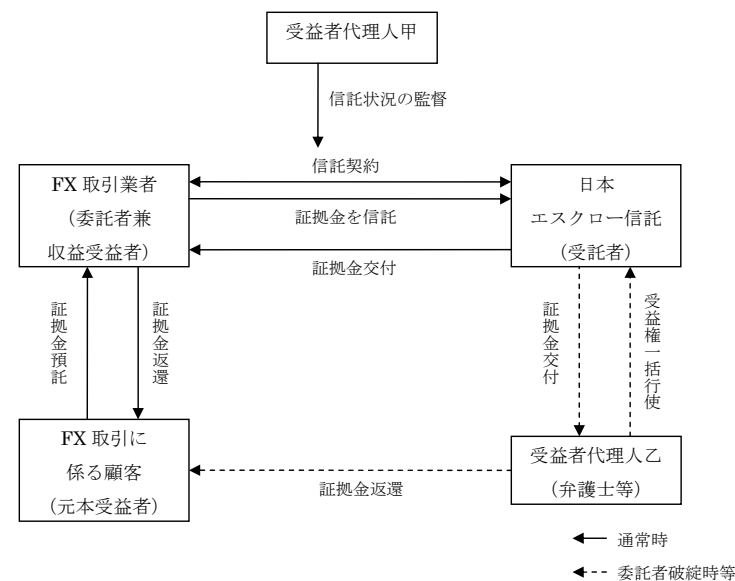 受益者代理人甲
信託状況の監督
信託契約
FX 取引業者
（委託者兼
収益受益者）
日本
エスクロー信託
（受託者）
証拠金を信託
証拠金交付
証拠金預託
証拠金返還
証拠金交付
受益権一括行使
FX 取引に
係る顧客
（元本受益者）
受益者代理人乙
（弁護士等）
証拠金返還
通常時
委託者破綻時等